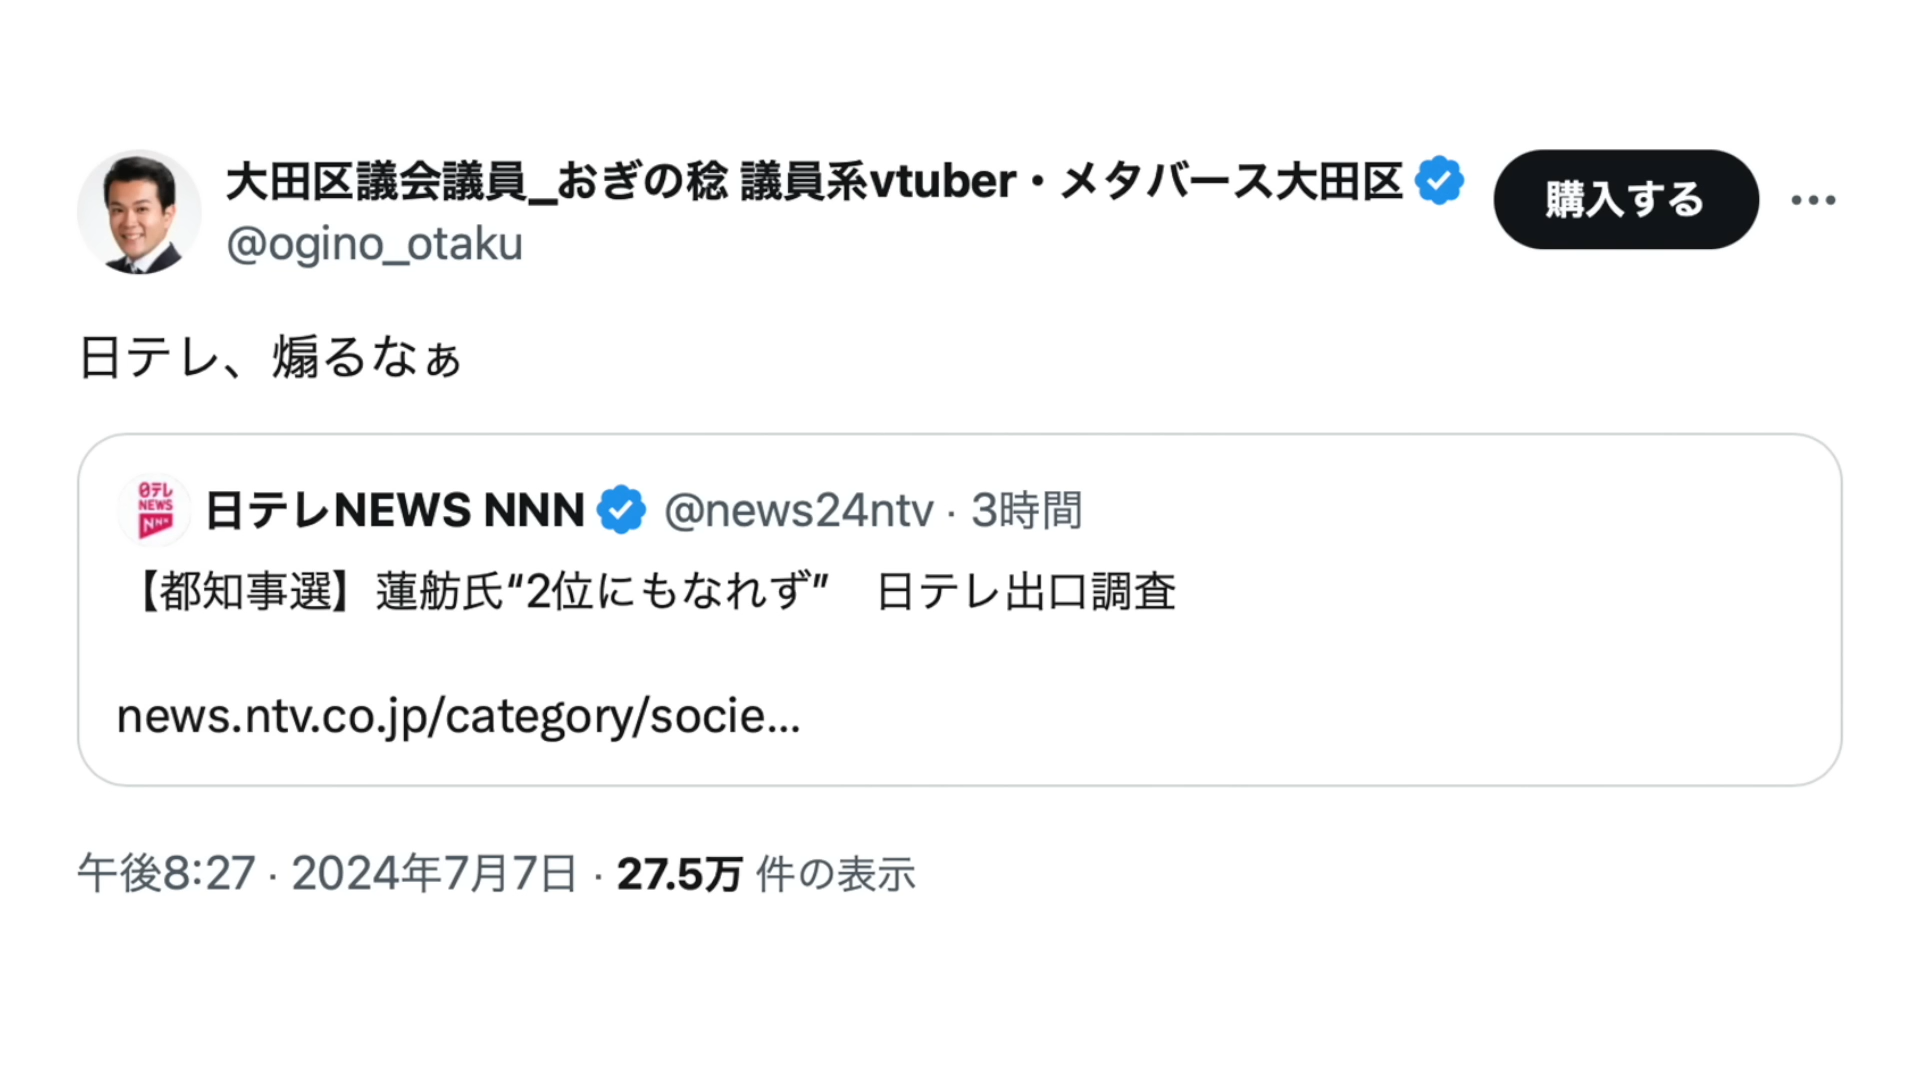 大田区議会議員_おぎの稔 議員系vtuber・メタバース大田区
購入する
@ogino_otaku
日テレ、煽るなぁ
日テレ
NEWS
NNN
日テレNEWS NNN @news24ntv · 3時間
【都知事選】蓮舫氏“2位にもなれず”　日テレ出口調査
news.ntv.co.jp/category/socie…
午後8:27 · 2024年7月7日 · 27.5万 件の表示